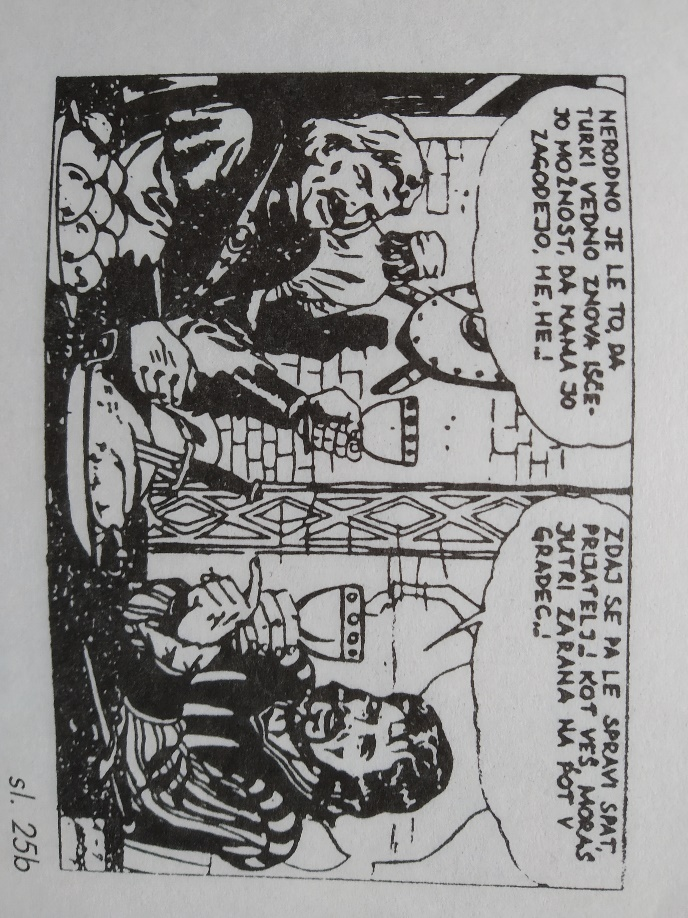 NERODNO JE LE TO, DA
TURKI VEDNO ZNOVA IŠČE-
JO MOŽNOST, DA NAMA JO
ZAGODEJO, HE, HE..!
ZDAJ SE PA LE SPRAVI SPAT,
PRIJATELJ..! KOT VEŠ, MORAŠ
JUTRI ZARANA NA POT V
GRADEC..!
sl. 25b